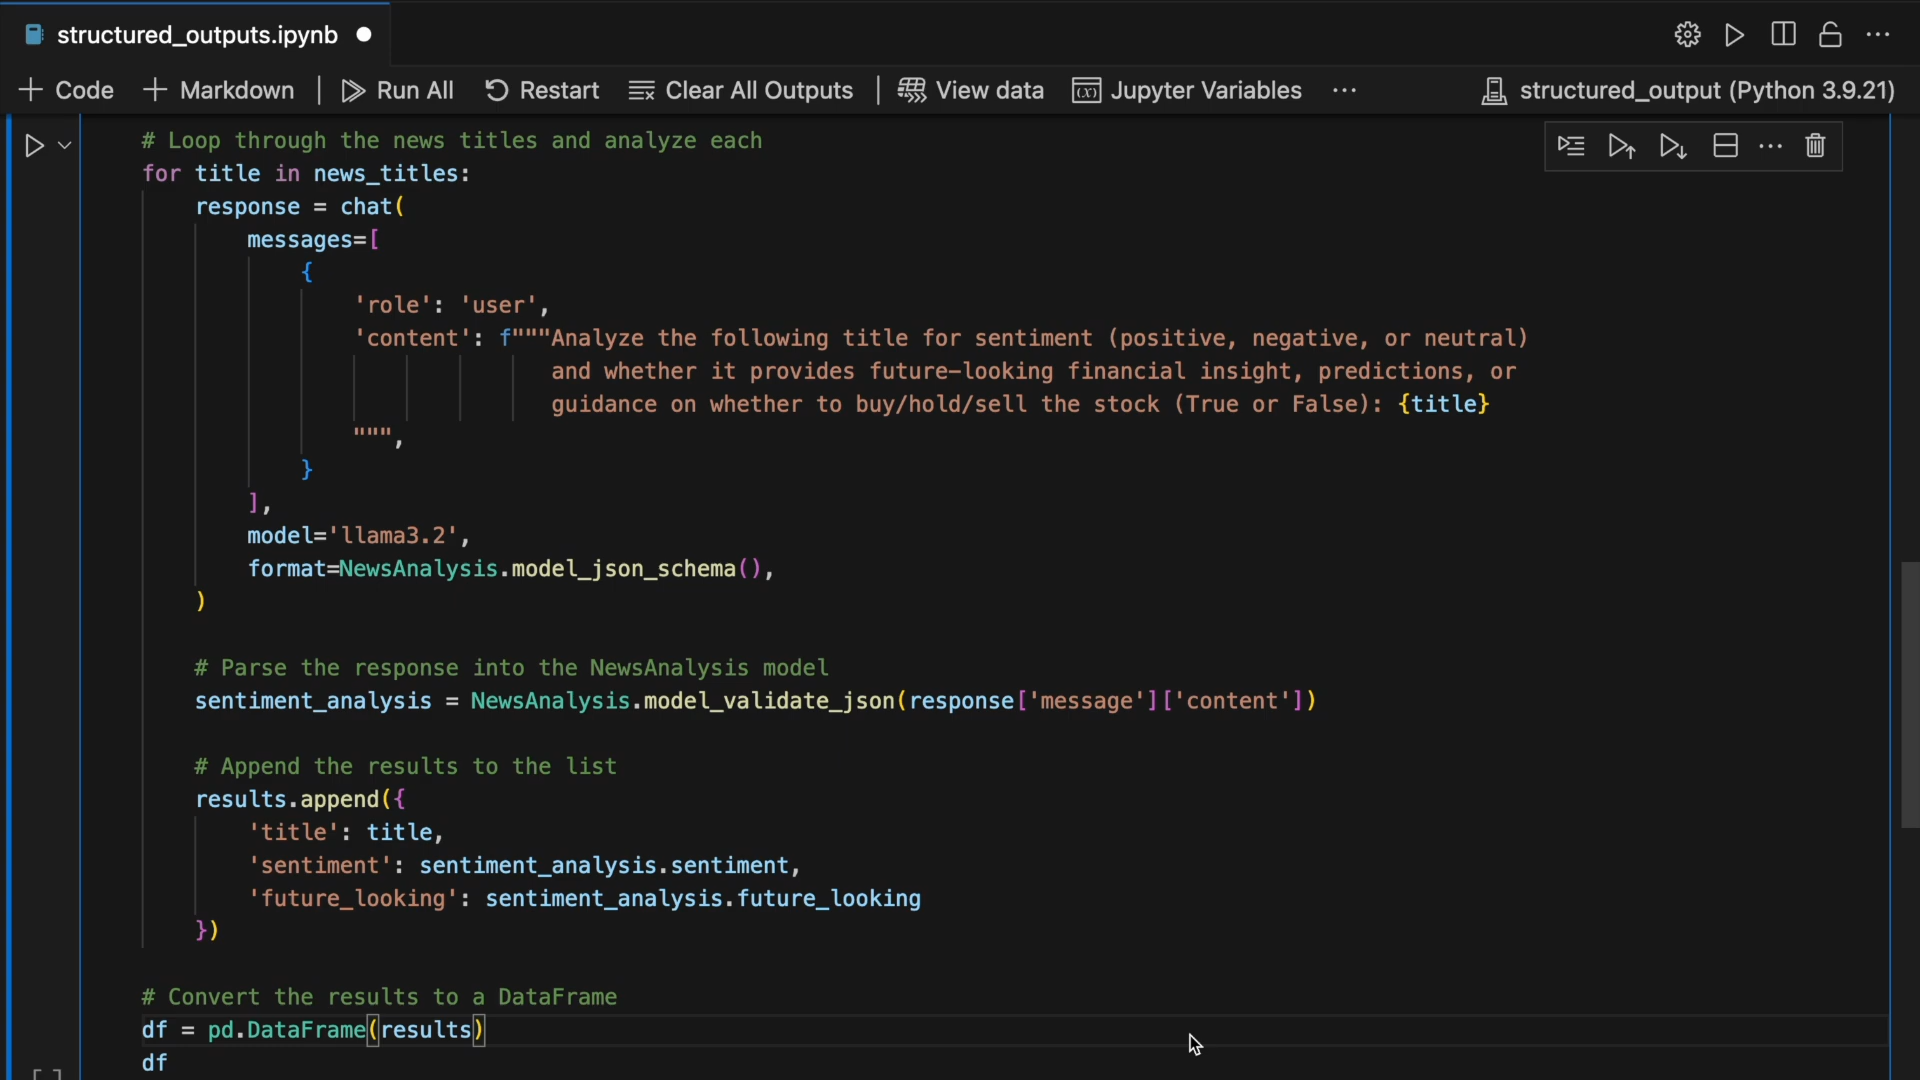 structured_outputs.ipynb
Code Markdown Run All Restart Clear All Outputs View data Jupyter Variables ... structured_output (Python 3.9.21)
# Loop through the news titles and analyze each
for title in news_titles:
    response = chat(
        messages=[
            {
                'role': 'user',
                'content': f"""Analyze the following title for sentiment (positive, negative, or neutral)
                               and whether it provides future-looking financial insight, predictions, or
                               guidance on whether to buy/hold/sell the stock (True or False): {title}
                """,
            }
        ],
        model='llama3.2',
        format=NewsAnalysis.model_json_schema(),
    )
    # Parse the response into the NewsAnalysis model
    sentiment_analysis = NewsAnalysis.model_validate_json(response['message']['content'])
    # Append the results to the list
    results.append({
        'title': title,
        'sentiment': sentiment_analysis.sentiment,
        'future_looking': sentiment_analysis.future_looking
    })
# Convert the results to a DataFrame
df = pd.DataFrame(results)
df
[ ]